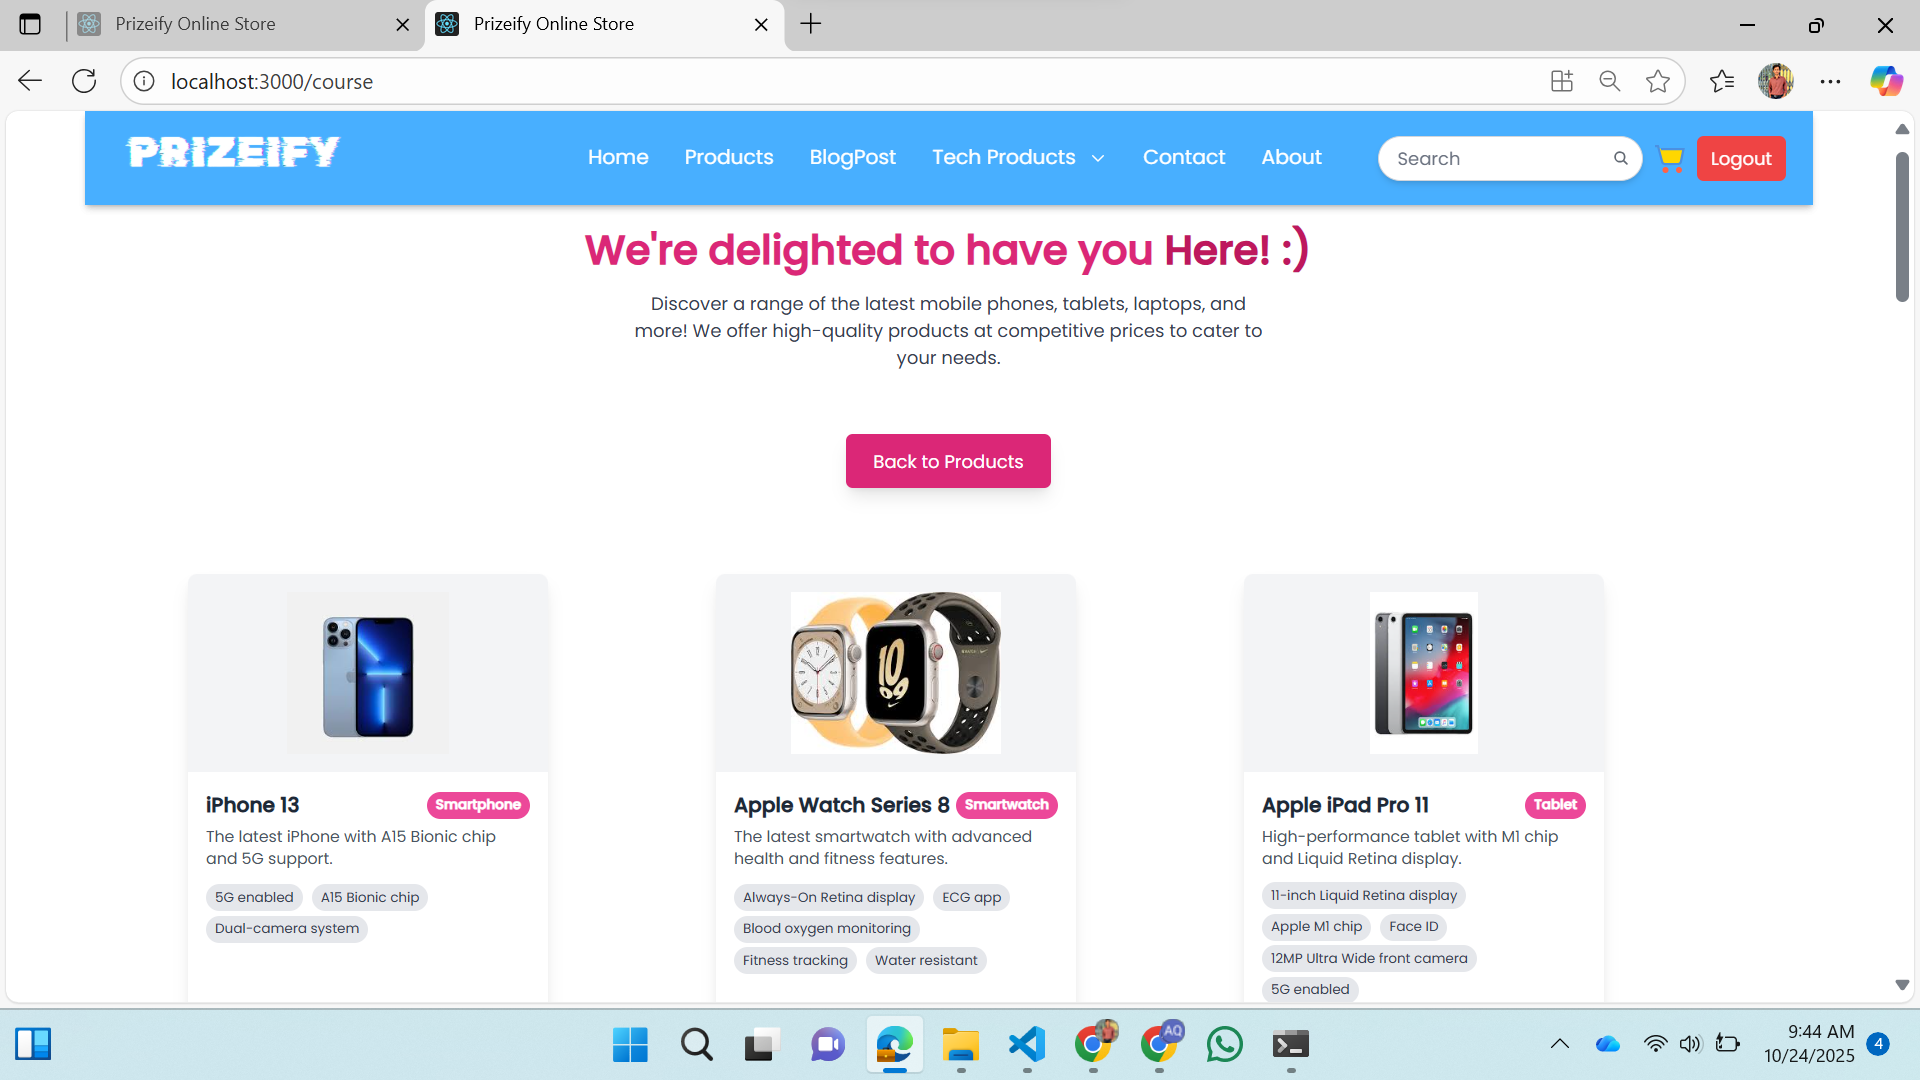 Prizeify Online Store
Prizeify Online Store
localhost:3000/course
PRIZEIFY
Home Products BlogPost Tech Products Contact About
Search
Logout
We're delighted to have you Here! :)
Discover a range of the latest mobile phones, tablets, laptops, and
more! We offer high-quality products at competitive prices to cater to
your needs.
Back to Products
iPhone 13 Smartphone
The latest iPhone with A15 Bionic chip
and 5G support.
5G enabled A15 Bionic chip
Dual-camera system
Apple Watch Series 8 Smartwatch
The latest smartwatch with advanced
health and fitness features.
Always-On Retina display ECG app
Blood oxygen monitoring
Fitness tracking Water resistant
Apple iPad Pro 11 Tablet
High-performance tablet with M1 chip
and Liquid Retina display.
11-inch Liquid Retina display
Apple M1 chip Face ID
12MP Ultra Wide front camera
5G enabled
AQ
9:44 AM
10/24/2025
4